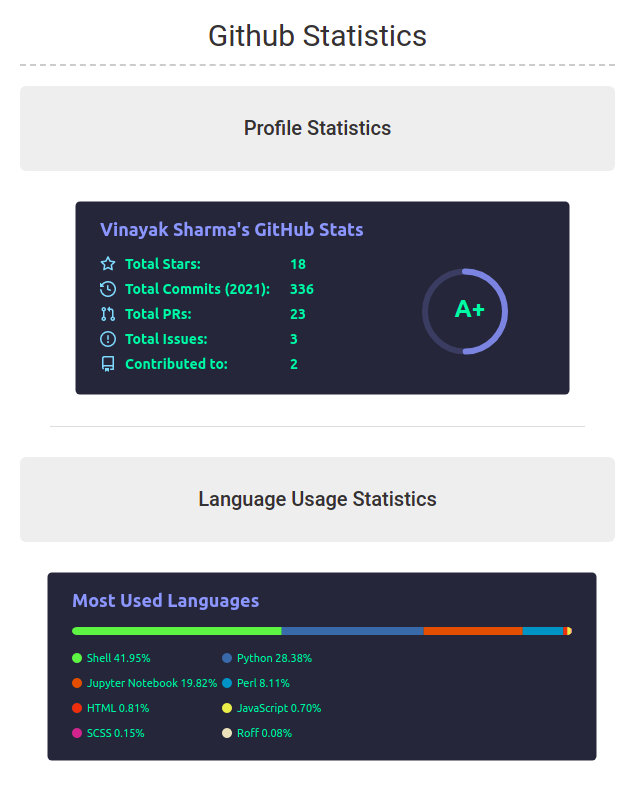 Github Statistics
Profile Statistics
Vinayak Sharma's GitHub Stats
Total Stars: 18
Total Commits (2021): 336
Total PRs: 23
Total Issues: 3
Contributed to: 2
A+
Language Usage Statistics
Most Used Languages
Shell 41.95% Python 28.38%
Jupyter Notebook 19.82% Perl 8.11%
HTML 0.81% JavaScript 0.70%
SCSS 0.15% Roff 0.08%